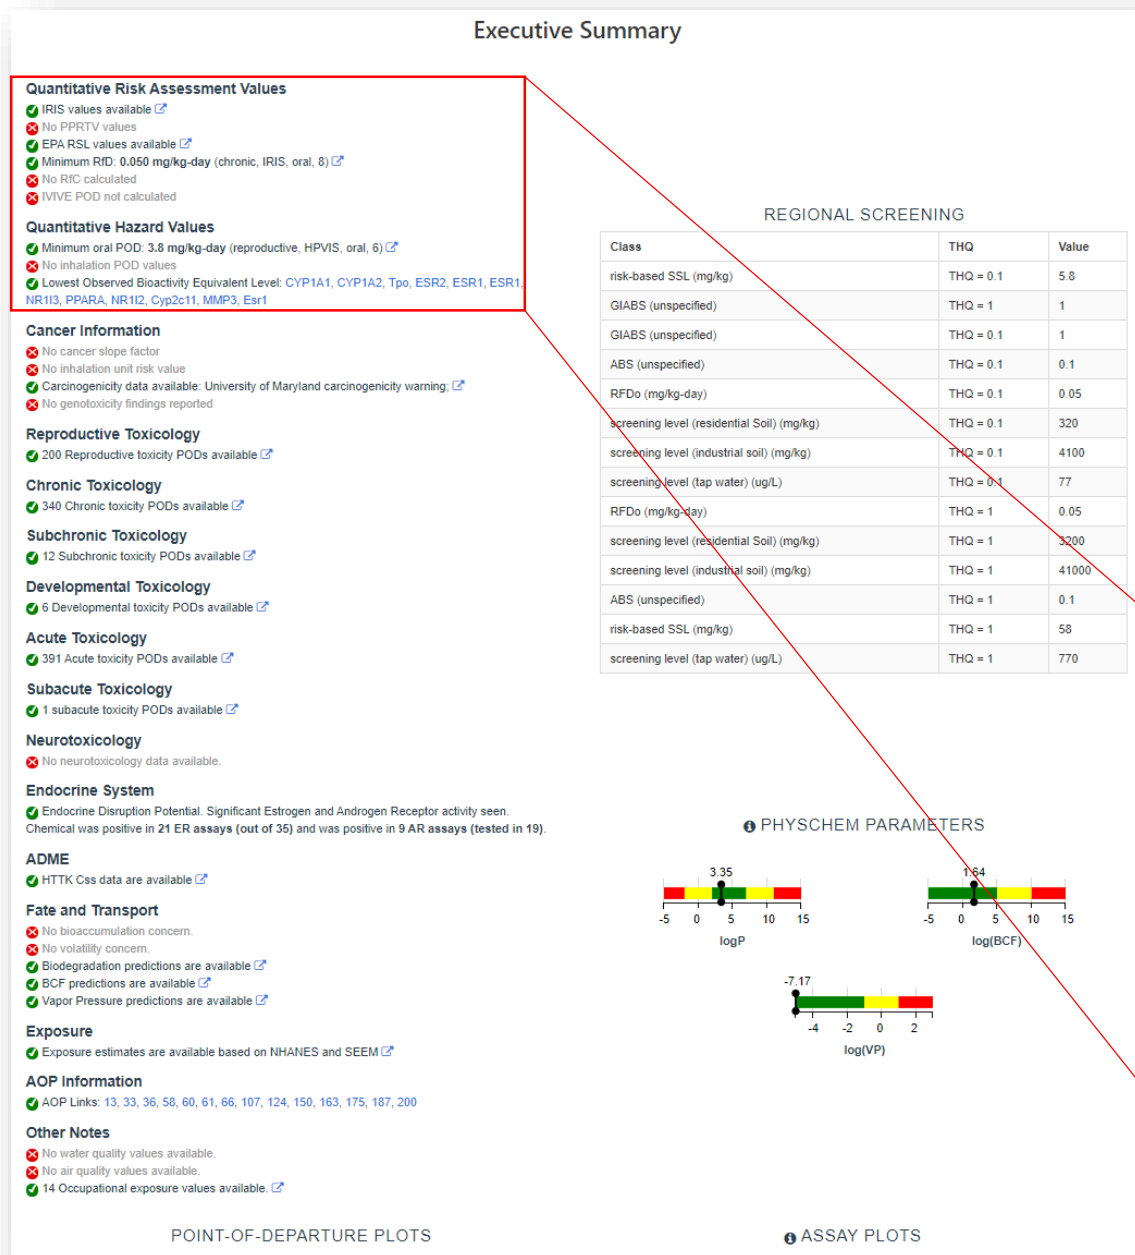 Executive Summary
Quantitative Risk Assessment Values
IRIS values available
No PPRTV values
EPA RSL values available
Minimum RfD: 0.050 mg/kg-day (chronic, IRIS, oral, 8)
No RfC calculated
IVIVE POD not calculated
Quantitative Hazard Values
Minimum oral POD: 3.8 mg/kg-day (reproductive, HPVIS, oral, 6)
No inhalation POD values
Lowest Observed Bioactivity Equivalent Level: CYP1A1, CYP1A2, Tpo, ESR2, ESR1, ESR1,
NR1I3, PPARA, NR1I2, Cyp2c11, MMP3, Esr1
Cancer Information
No cancer slope factor
No inhalation unit risk value
Carcinogenicity data available: University of Maryland carcinogenicity warning;
No genotoxicity findings reported
Reproductive Toxicology
200 Reproductive toxicity PODs available
Chronic Toxicology
340 Chronic toxicity PODs available
Subchronic Toxicology
12 Subchronic toxicity PODs available
Developmental Toxicology
6 Developmental toxicity PODs available
Acute Toxicology
391 Acute toxicity PODs available
Subacute Toxicology
1 subacute toxicity PODs available
Neurotoxicology
No neurotoxicology data available.
Endocrine System
Endocrine Disruption Potential. Significant Estrogen and Androgen Receptor activity seen.
Chemical was positive in 21 ER assays (out of 35) and was positive in 9 AR assays (tested in 19).
ADME
HTTK Css data are available
Fate and Transport
No bioaccumulation concern.
No volatility concern.
Biodegradation predictions are available
BCF predictions are available
Vapor Pressure predictions are available
Exposure
Exposure estimates are available based on NHANES and SEEM
AOP Information
AOP Links: 13, 33, 36, 58, 60, 61, 66, 107, 124, 150, 163, 175, 187, 200
Other Notes
No water quality values available.
No air quality values available.
14 Occupational exposure values available.
REGIONAL SCREENING
Class THQ Value
risk-based SSL (mg/kg) THQ = 0.1 5.8
GIABS (unspecified) THQ = 1 1
GIABS (unspecified) THQ = 0.1 1
ABS (unspecified) THQ = 0.1 0.1
RFDo (mg/kg-day) THQ = 0.1 0.05
screening level (residential Soil) (mg/kg) THQ = 0.1 320
screening level (industrial soil) (mg/kg) THQ = 0.1 4100
screening level (tap water) (ug/L) THQ = 0.1 77
RFDo (mg/kg-day) THQ = 1 0.05
screening level (residential Soil) (mg/kg) THQ = 1 3200
screening level (industrial soil) (mg/kg) THQ = 1 41000
ABS (unspecified) THQ = 1 0.1
risk-based SSL (mg/kg) THQ = 1 58
screening level (tap water) (ug/L) THQ = 1 770
PHYSCHEM PARAMETERS
3.35
-5 0 5 10 15
logP
1.64
-5 0 5 10 15
log(BCF)
-7.17
-4 -2 0 2
log(VP)
POINT-OF-DEPARTURE PLOTS
ASSAY PLOTS